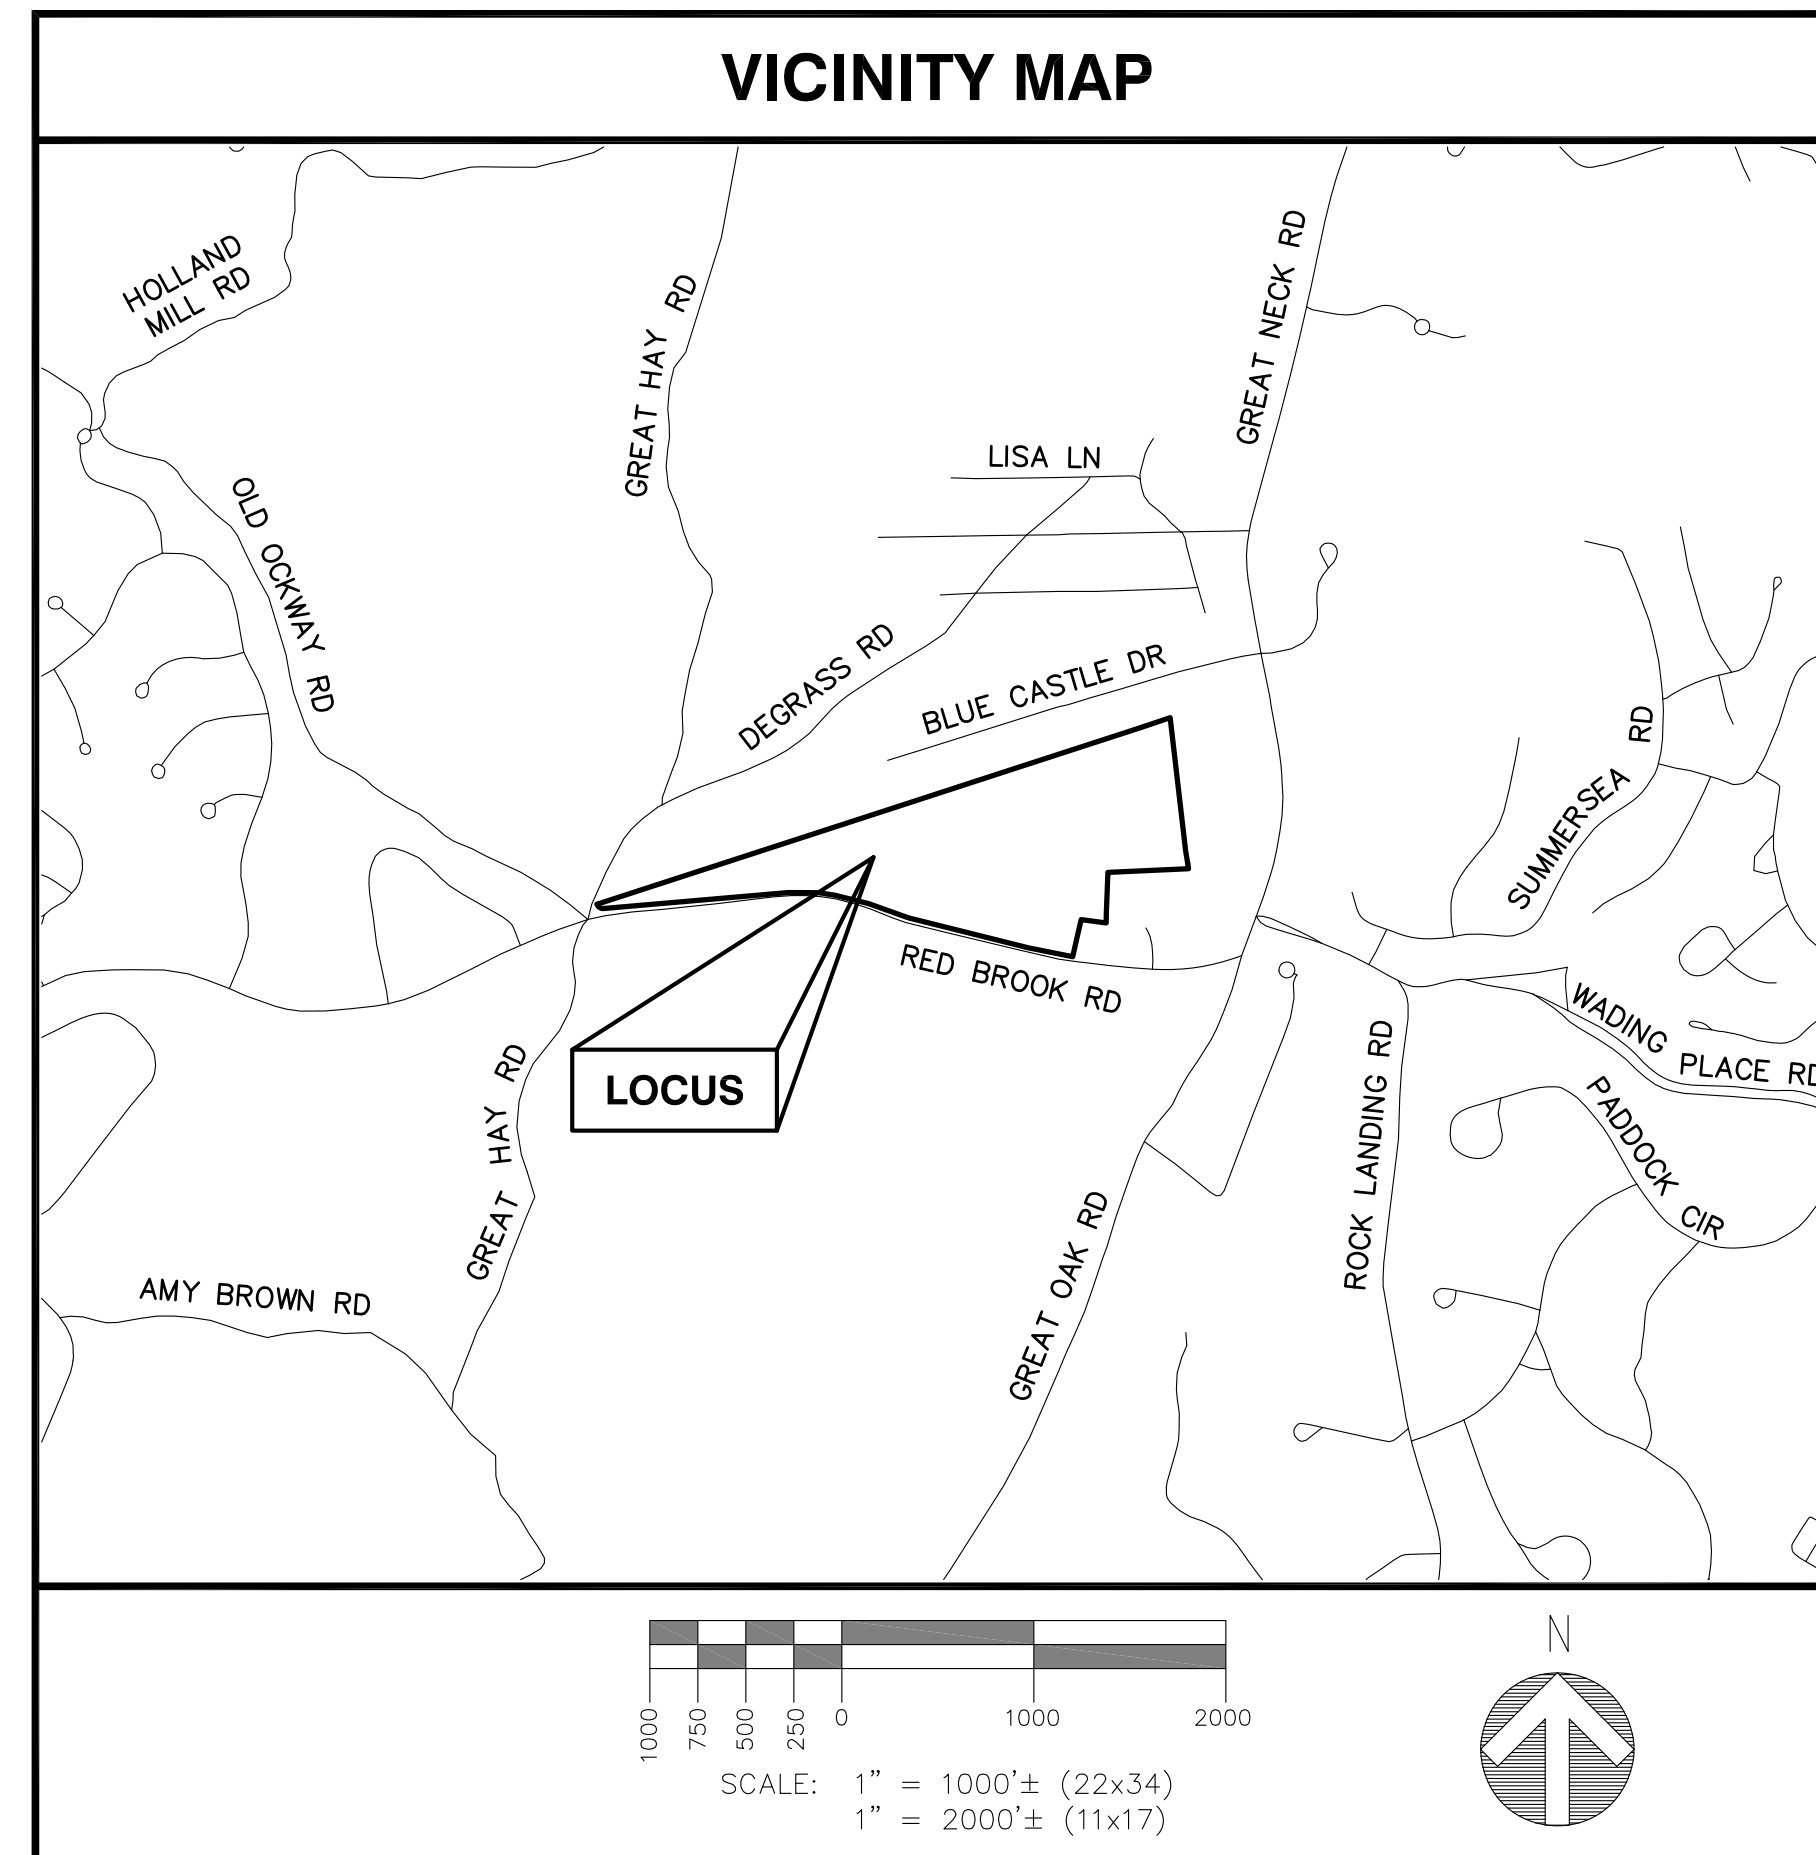 VICINITY MAP
HOLLAND
MILL RD
GREAT HAY RD
GREAT NECK RD
LISA LN
OLD OCKWAY RD
DEGRASS RD
BLUE CASTLE DR
SUMMERSEA RD
RED BROOK RD
WADING PLACE RD
LOCUS
GREAT HAY RD
ROCK LANDING RD
PADDOCK CIR
GREAT OAK RD
AMY BROWN RD
N
1000 750 500 250 0 1000 2000
SCALE: 1" = 1000'± (22x34)
1" = 2000'± (11x17)